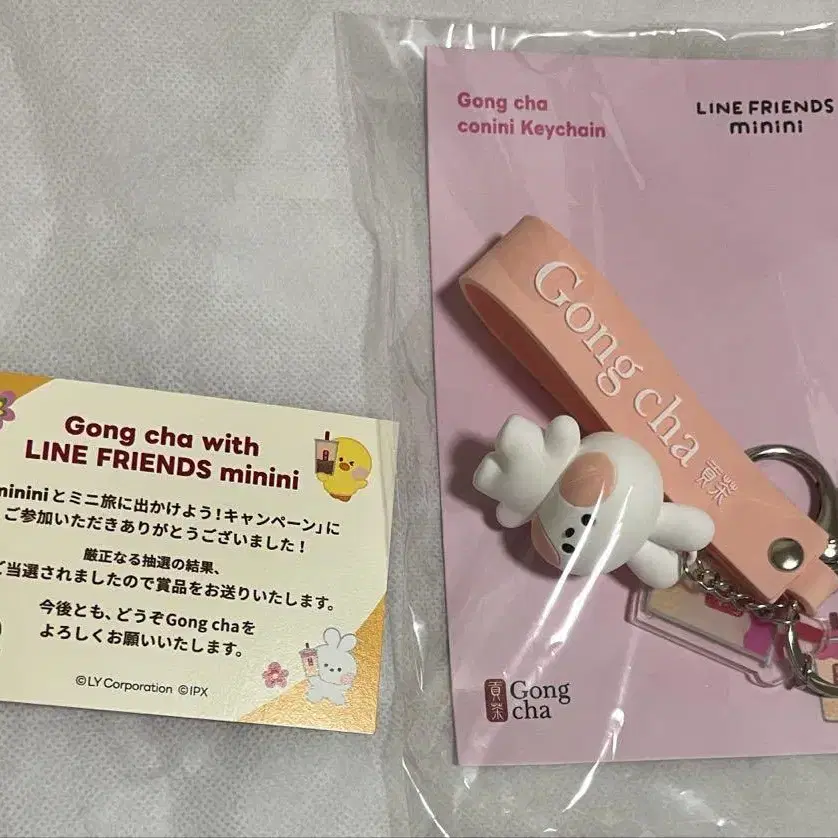 Gong cha
conini Keychain
LINE FRIENDS
minini
Gong cha 貢茶
貢茶
Gong
cha
Gong cha with
LINE FRIENDS minini
mininiとミニ旅に出かけよう!キャンペーン」に
ご参加いただきありがとうございました!
厳正なる抽選の結果、
ご当選されましたので賞品をお送りいたします。
今後とも、どうぞGong chaを
よろしくお願いいたします。
©LY Corporation ©IPX